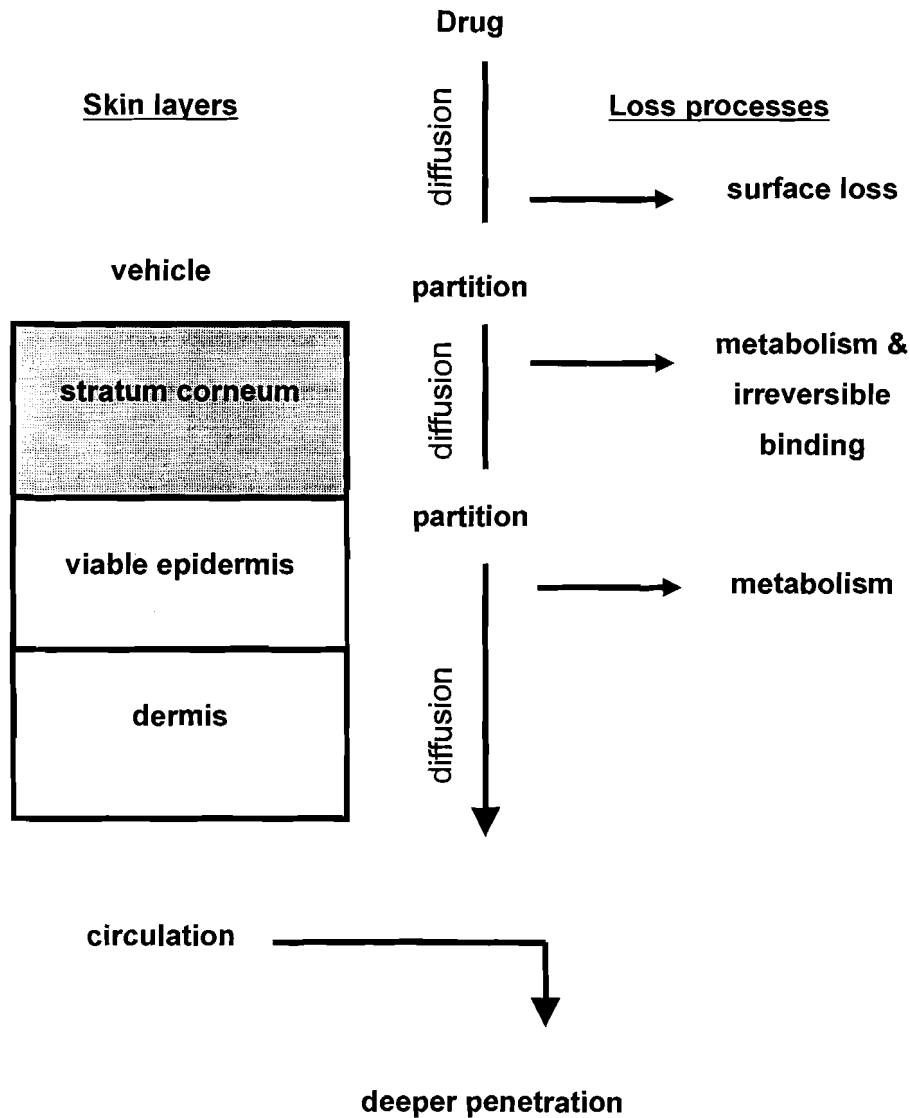 Drug
Skin layers
diffusion
Loss processes
surface loss
vehicle
partition
stratum corneum
diffusion
metabolism &
irreversible
binding
partition
viable epidermis
metabolism
dermis
diffusion
circulation
deeper penetration